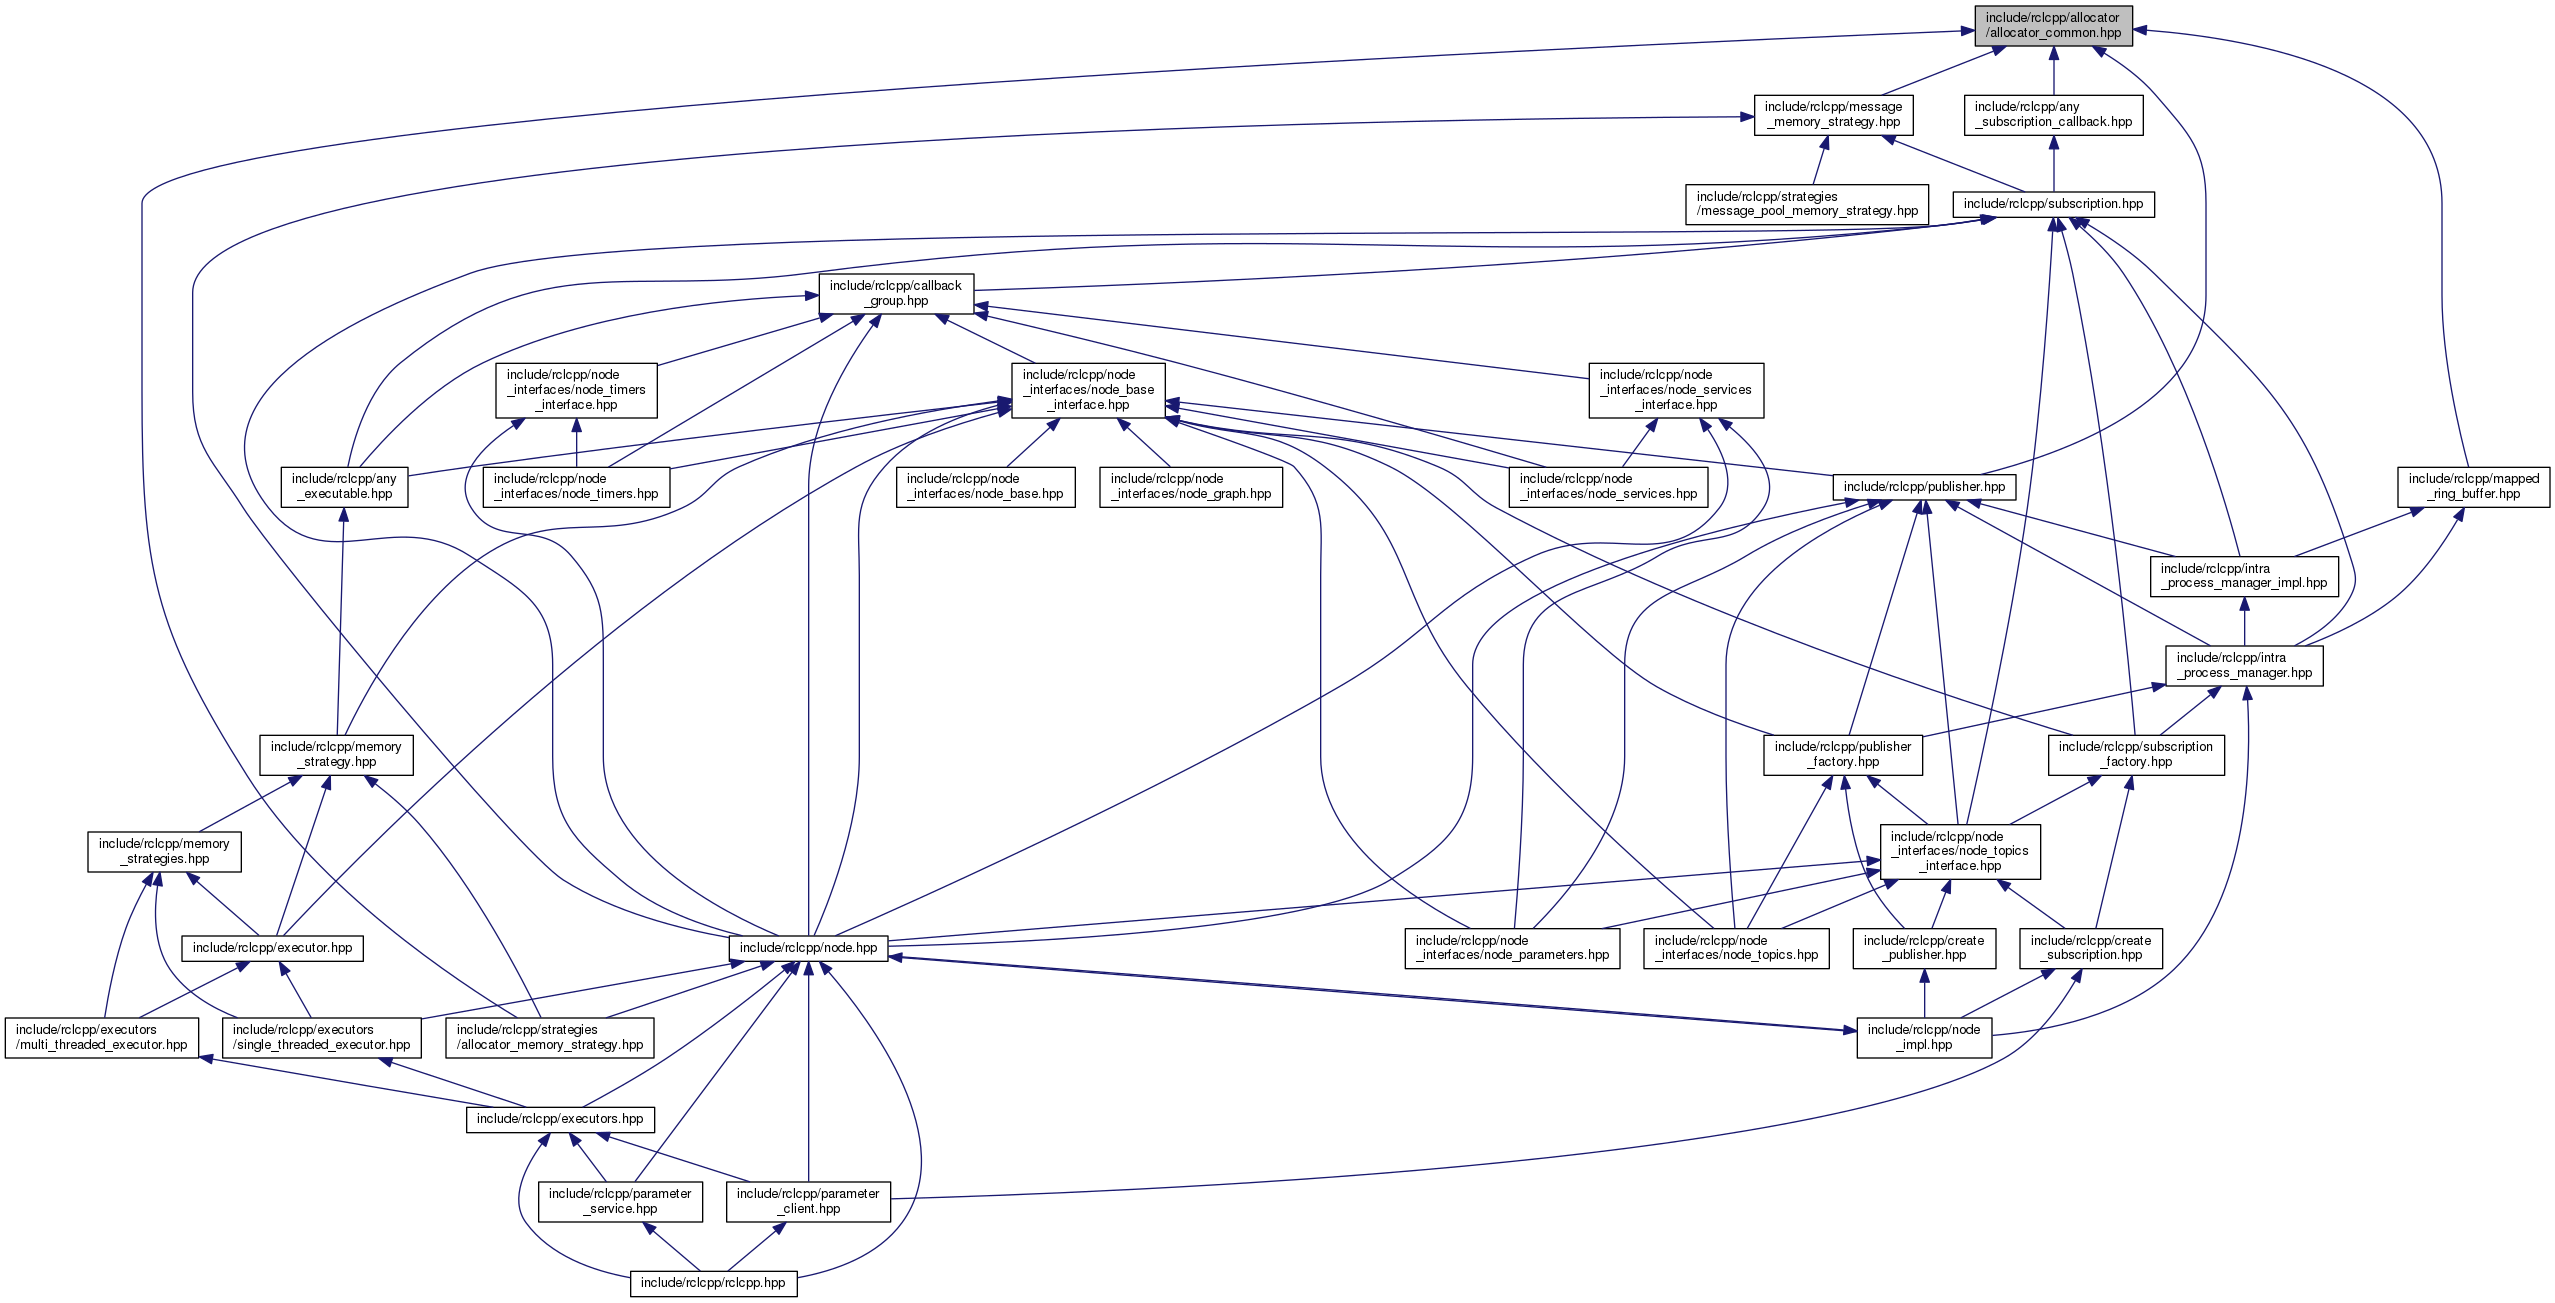 include/rclcpp/allocator
/allocator_common.hpp
include/rclcpp/message
_memory_strategy.hpp
include/rclcpp/any
_subscription_callback.hpp
include/rclcpp/strategies
/message_pool_memory_strategy.hpp
include/rclcpp/subscription.hpp
include/rclcpp/callback
_group.hpp
include/rclcpp/node
_interfaces/node_timers
_interface.hpp
include/rclcpp/node
_interfaces/node_base
_interface.hpp
include/rclcpp/node
_interfaces/node_services
_interface.hpp
include/rclcpp/any
_executable.hpp
include/rclcpp/node
_interfaces/node_timers.hpp
include/rclcpp/node
_interfaces/node_base.hpp
include/rclcpp/node
_interfaces/node_graph.hpp
include/rclcpp/node
_interfaces/node_services.hpp
include/rclcpp/publisher.hpp
include/rclcpp/mapped
_ring_buffer.hpp
include/rclcpp/intra
_process_manager_impl.hpp
include/rclcpp/intra
_process_manager.hpp
include/rclcpp/memory
_strategy.hpp
include/rclcpp/publisher
_factory.hpp
include/rclcpp/subscription
_factory.hpp
include/rclcpp/memory
_strategies.hpp
include/rclcpp/node
_interfaces/node_topics
_interface.hpp
include/rclcpp/executor.hpp
include/rclcpp/node.hpp
include/rclcpp/node
_interfaces/node_parameters.hpp
include/rclcpp/node
_interfaces/node_topics.hpp
include/rclcpp/create
_publisher.hpp
include/rclcpp/create
_subscription.hpp
include/rclcpp/executors
/multi_threaded_executor.hpp
include/rclcpp/executors
/single_threaded_executor.hpp
include/rclcpp/strategies
/allocator_memory_strategy.hpp
include/rclcpp/node
_impl.hpp
include/rclcpp/executors.hpp
include/rclcpp/parameter
_service.hpp
include/rclcpp/parameter
_client.hpp
include/rclcpp/rclcpp.hpp